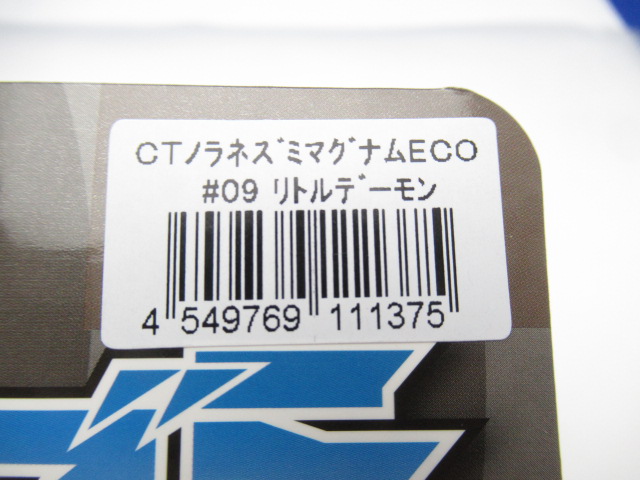 CTﾉﾗﾈｽﾞﾐﾏｸﾞﾅﾑECO
#09 ﾘﾄﾙﾃﾞｰﾓﾝ
4 549769 111375